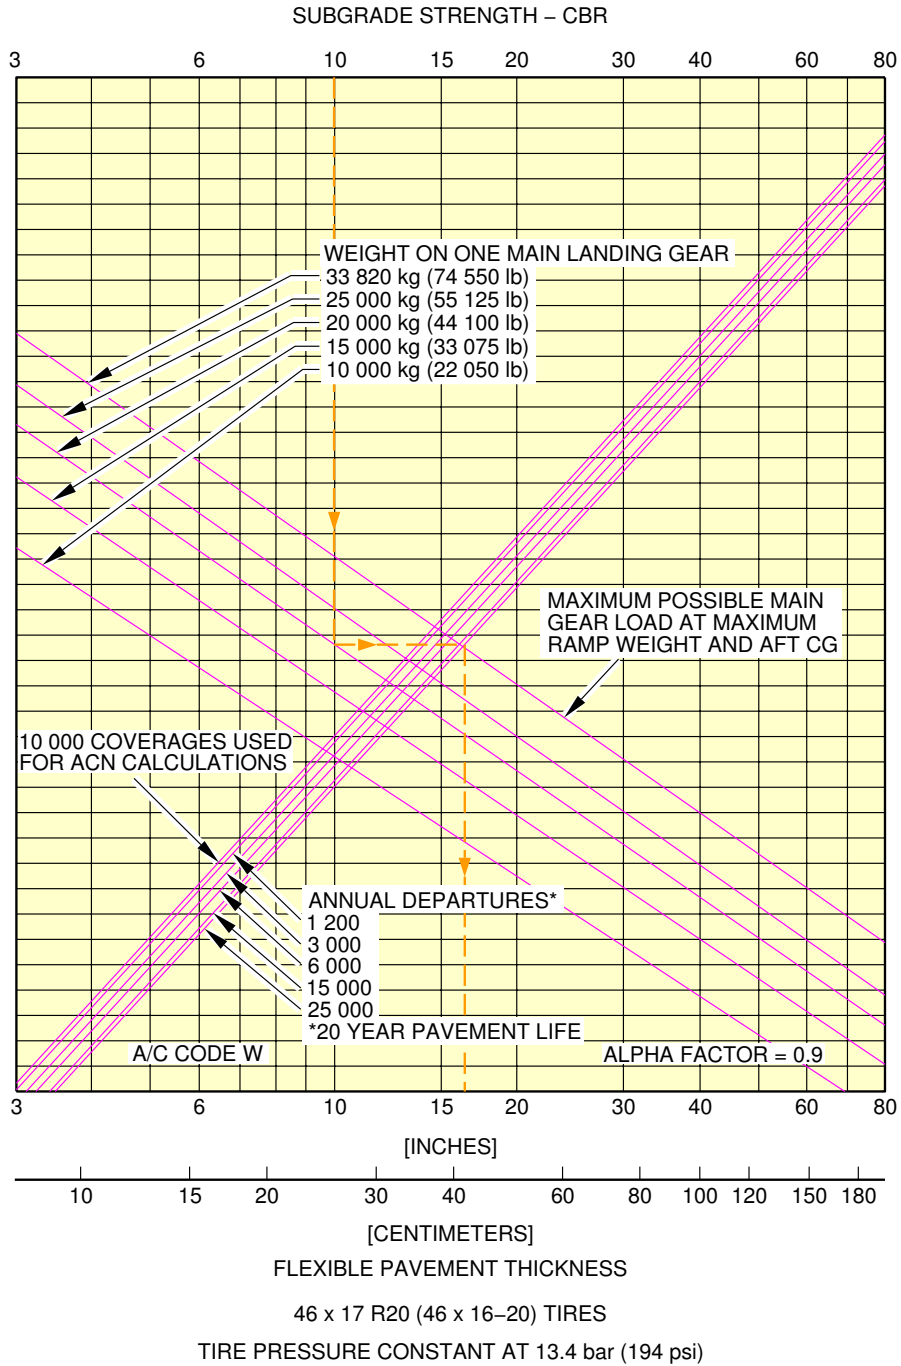 SUBGRADE STRENGTH – CBR
3 6 10 20 40 60 80
WEIGHT ON ONE MAIN LANDING GEAR
33 820 kg (74 550 lb)
25 000 kg (55 125 lb)
20 000 kg (44 100 lb)
15 000 kg (33 075 lb)
10 000 kg (22 050 lb)
MAXIMUM POSSIBLE MAIN
GEAR LOAD AT MAXIMUM
RAMP WEIGHT AND AFT CG
10 000 COVERAGES USED
FOR ACN CALCULATIONS
ANNUAL DEPARTURES*
1 200
3 000
6 000
15 000
25 000
*20 YEAR PAVEMENT LIFE
A/C CODE W
ALPHA FACTOR = 0.9
3 6 10 15 20 30 40 60 80
[INCHES]
10 15 20 30 40 60 80 100 120 150 180
[CENTIMETERS]
FLEXIBLE PAVEMENT THICKNESS
46 x 17 R20 (46 x 16–20) TIRES
TIRE PRESSURE CONSTANT AT 13.4 bar (194 psi)